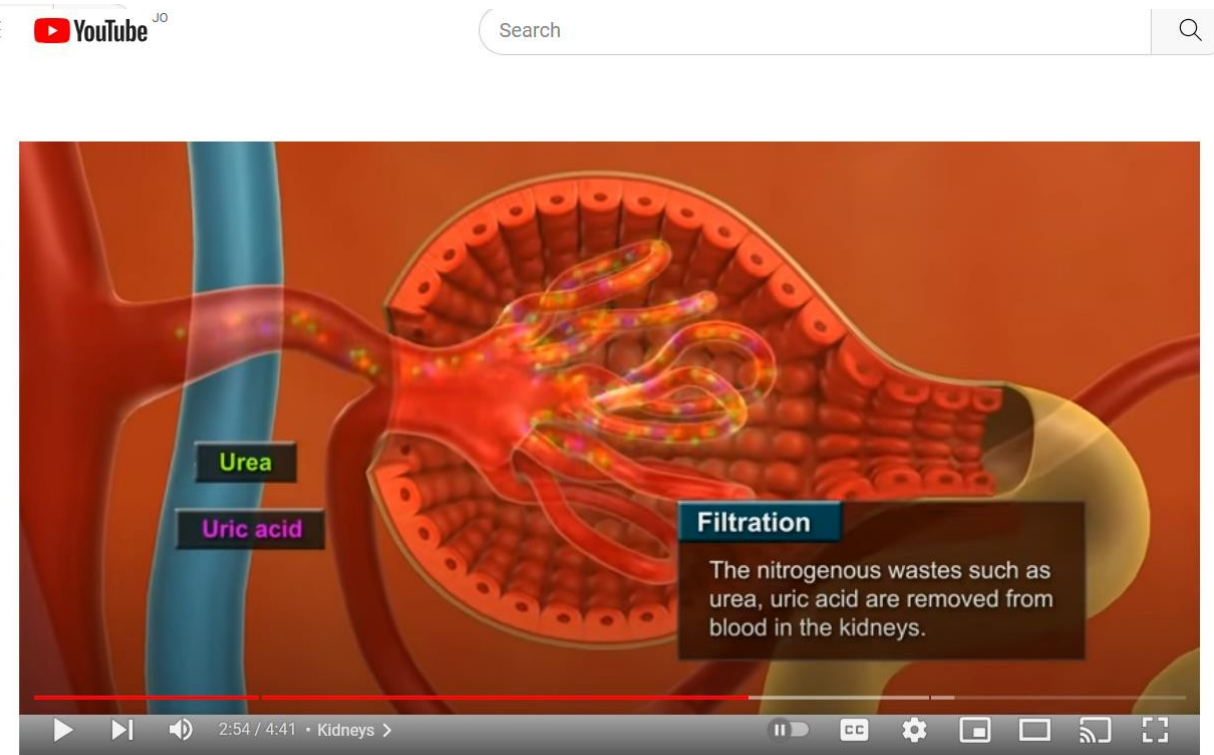 YouTube JO
Search
Urea
Uric acid
Filtration
The nitrogenous wastes such as
urea, uric acid are removed from
blood in the kidneys.
2:54 / 4:41 • Kidneys >
CC